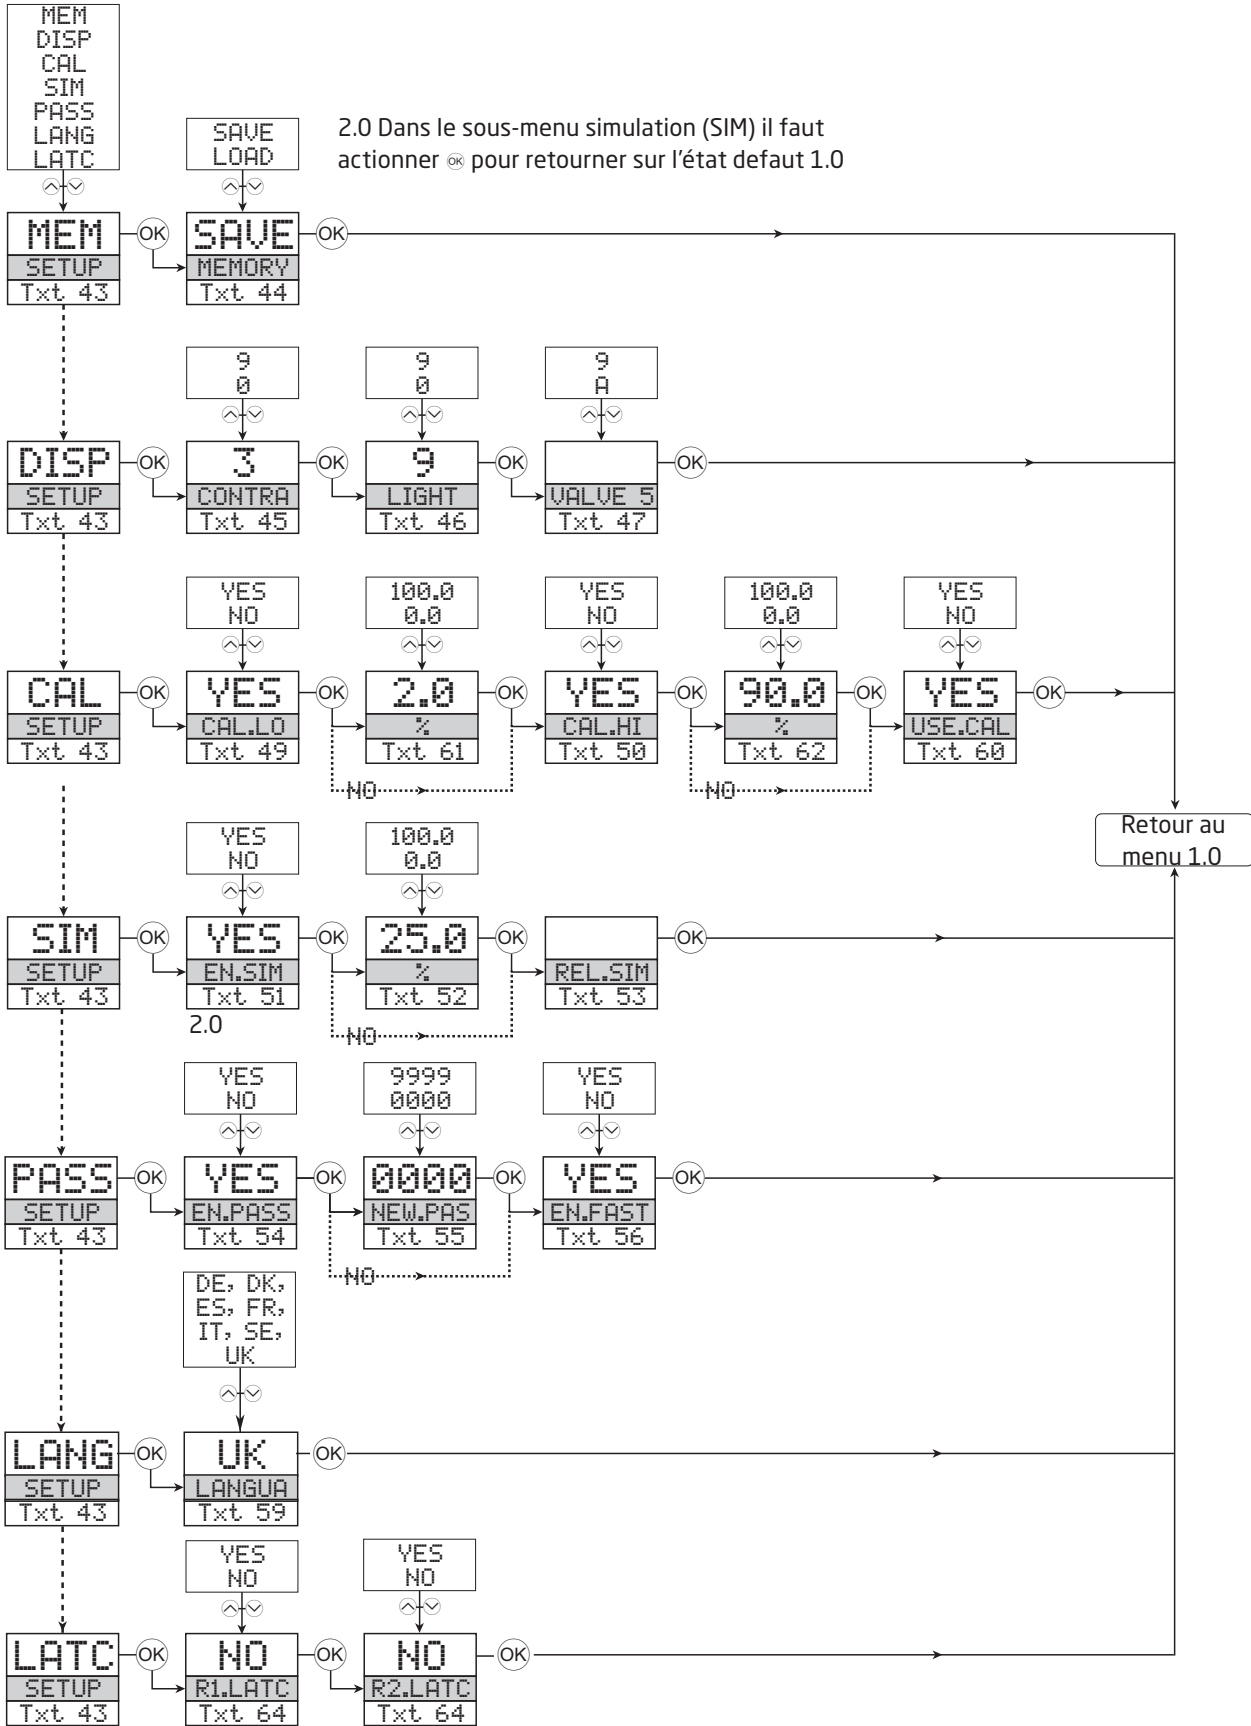 MEM
DISP
CAL
SIM
PASS
LANG
LATC
SAVE
LOAD
2.0 Dans le sous-menu simulation (SIM) il faut
actionner OK pour retourner sur l'état defaut 1.0
MEM OK SAVE OK
SETUP MEMORY
Txt 43 Txt 44
9 9 9
0 0 A
DISP OK 3 OK 9 OK OK
SETUP CONTRA LIGHT VALVE 5
Txt 43 Txt 45 Txt 46 Txt 47
YES 100.0 YES 100.0 YES
NO 0.0 NO 0.0 NO
CAL OK YES OK 2.0 OK YES OK 90.0 OK YES OK
SETUP CAL.LO % CAL.HI % USE.CAL
Txt 43 Txt 49 Txt 61 Txt 50 Txt 62 Txt 60
NO NO
Retour au
menu 1.0
YES 100.0
NO 0.0
SIM OK YES OK 25.0 OK OK
SETUP EN.SIM % REL.SIM
Txt 43 Txt 51 Txt 52 Txt 53
2.0
NO
YES 9999 YES
NO 0000 NO
PASS OK YES OK 0000 OK YES OK
SETUP EN.PASS NEW.PAS EN.FAST
Txt 43 Txt 54 Txt 55 Txt 56
NO
DE, DK,
ES, FR,
IT, SE,
UK
LANG OK UK OK
SETUP LANGUA
Txt 43 Txt 59
YES YES
NO NO
LATC OK NO OK NO OK
SETUP R1.LATC R2.LATC
Txt 43 Txt 64 Txt 64